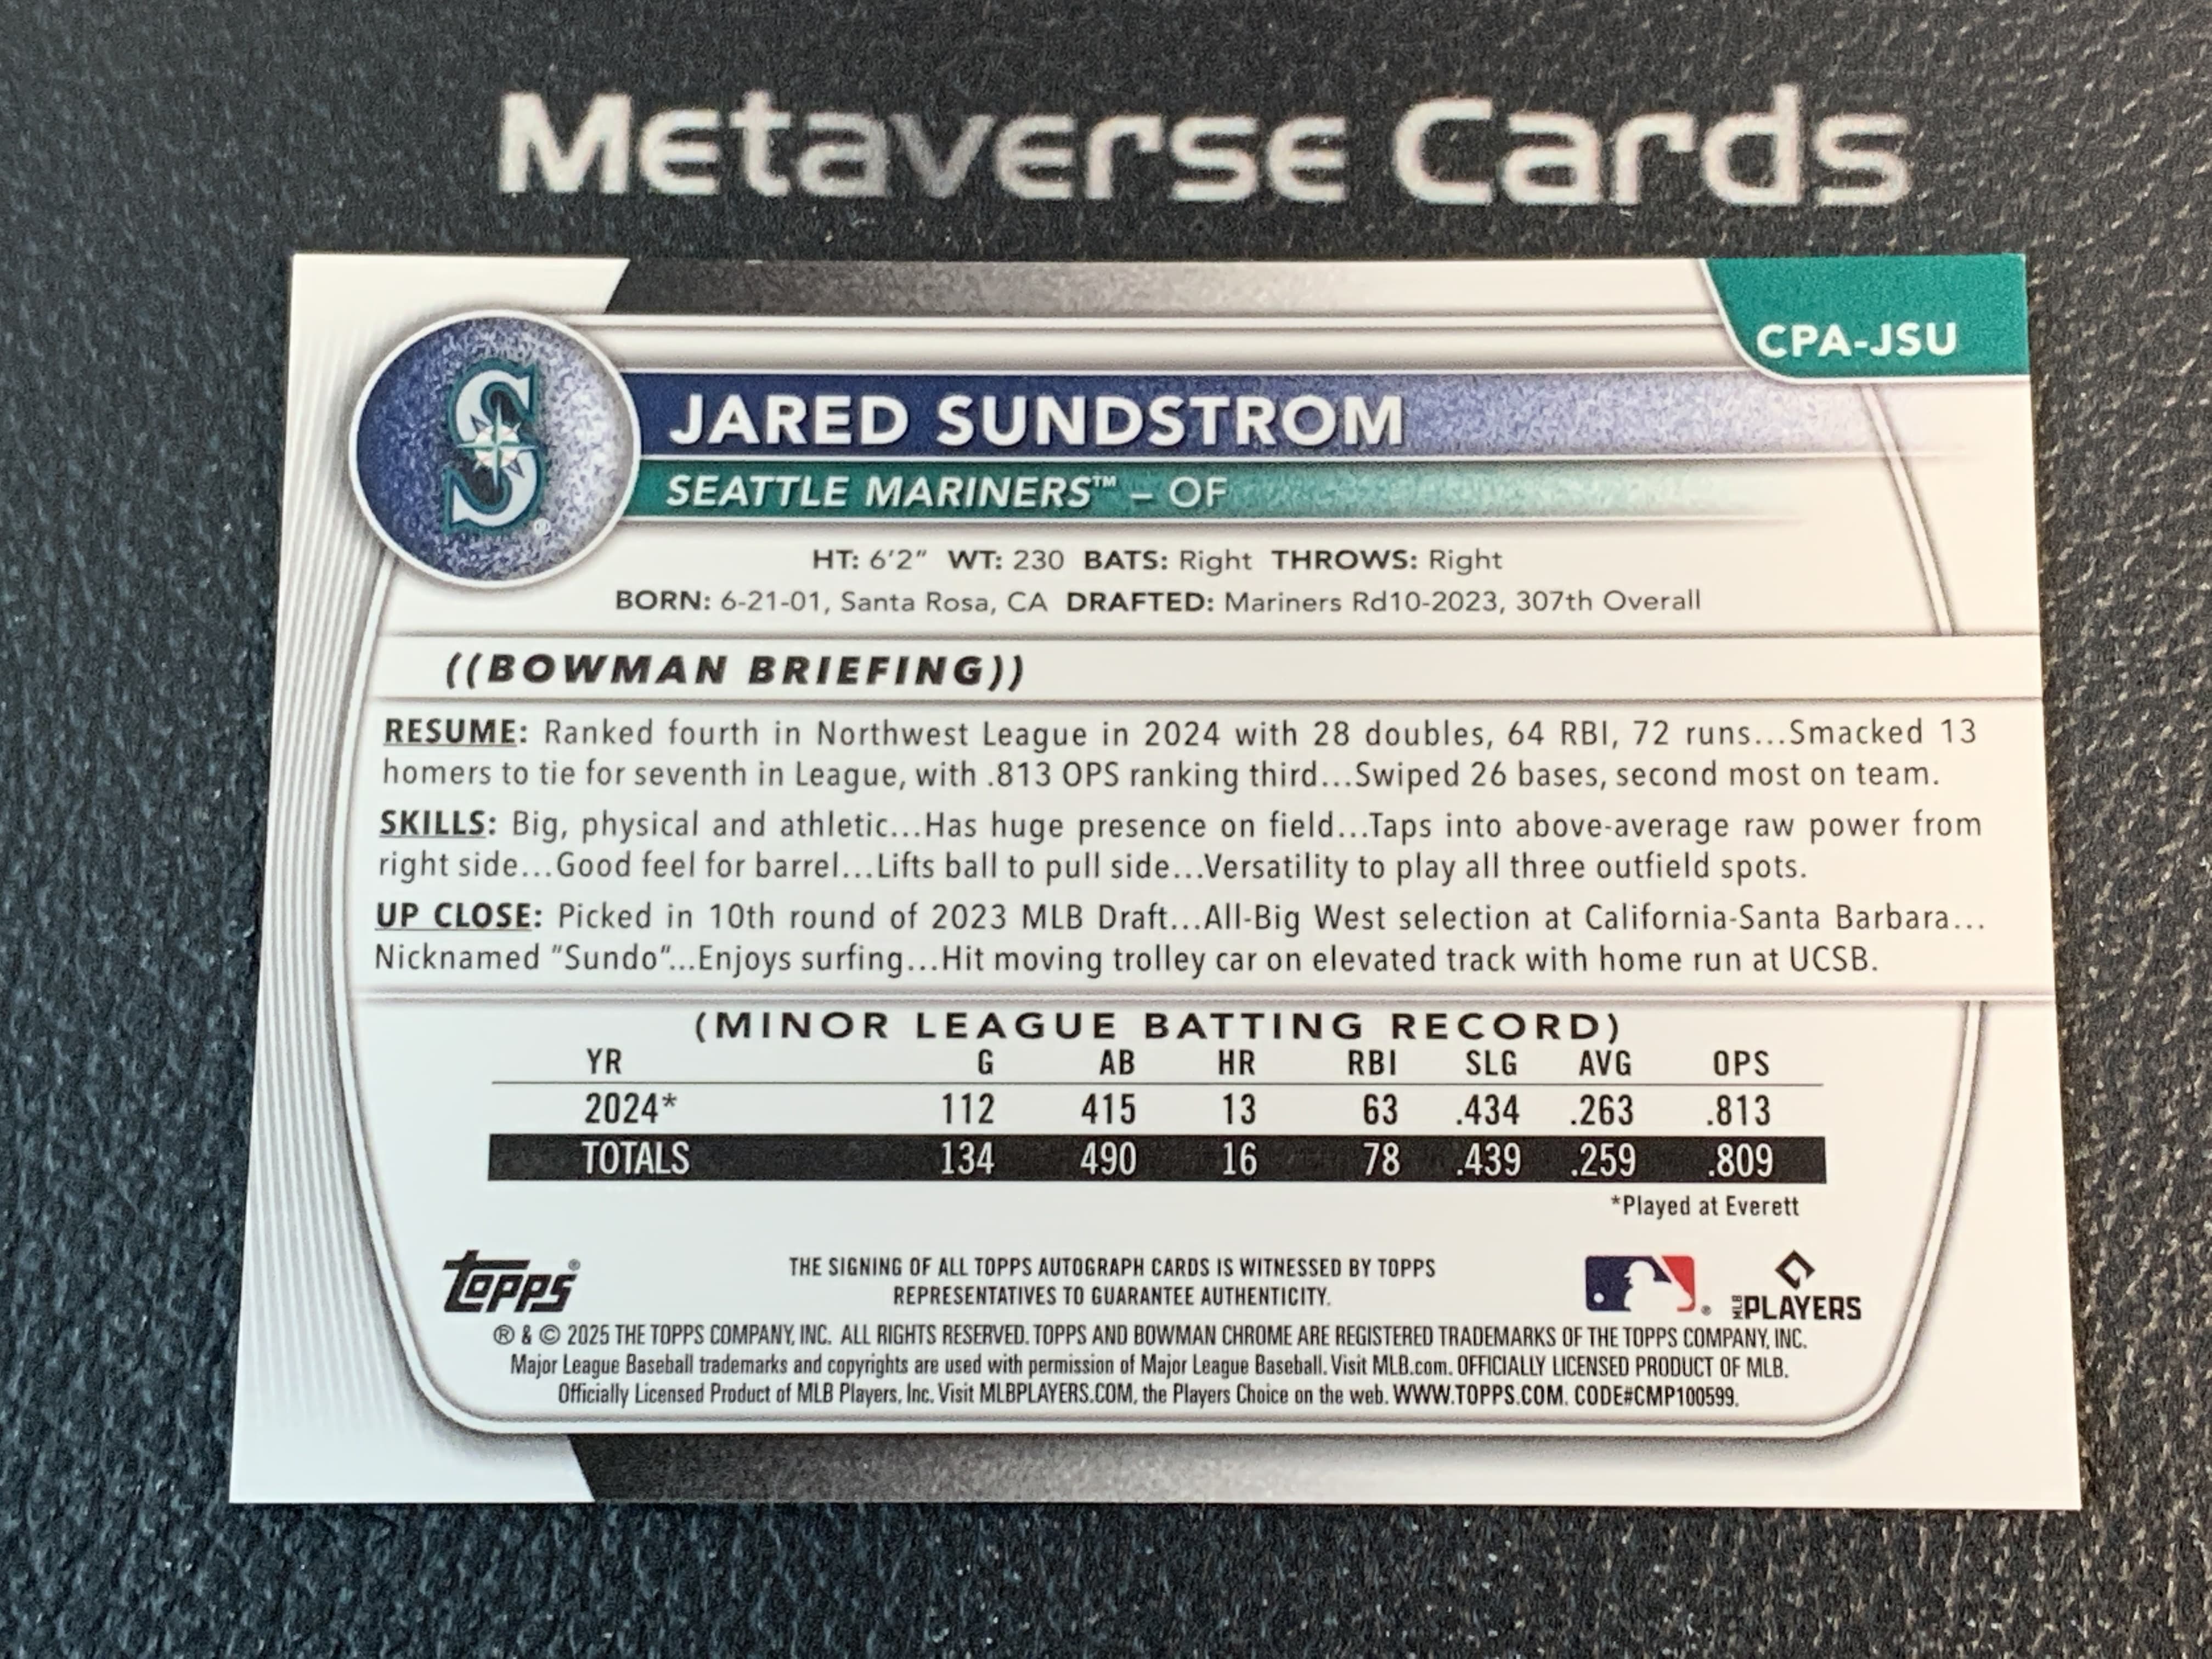 Metaverse Cards
CPA-JSU
S
JARED SUNDSTROM
SEATTLE MARINERS™ – OF
HT: 6'2" WT: 230 BATS: Right THROWS: Right
BORN: 6-21-01, Santa Rosa, CA DRAFTED: Mariners Rd10-2023, 307th Overall
((BOWMAN BRIEFING))
RESUME: Ranked fourth in Northwest League in 2024 with 28 doubles, 64 RBI, 72 runs...Smacked 13
homers to tie for seventh in League, with .813 OPS ranking third...Swiped 26 bases, second most on team.
SKILLS: Big, physical and athletic...Has huge presence on field...Taps into above-average raw power from
right side...Good feel for barrel...Lifts ball to pull side...Versatility to play all three outfield spots.
UP CLOSE: Picked in 10th round of 2023 MLB Draft...All-Big West selection at California-Santa Barbara...
Nicknamed "Sundo"...Enjoys surfing...Hit moving trolley car on elevated track with home run at UCSB.
(MINOR LEAGUE BATTING RECORD)
YR G AB HR RBI SLG AVG OPS
2024* 112 415 13 63 .434 .263 .813
TOTALS 134 490 16 78 .439 .259 .809
*Played at Everett
topps®
THE SIGNING OF ALL TOPPS AUTOGRAPH CARDS IS WITNESSED BY TOPPS
REPRESENTATIVES TO GUARANTEE AUTHENTICITY.
MLB PLAYERS
® & © 2025 THE TOPPS COMPANY, INC. ALL RIGHTS RESERVED. TOPPS AND BOWMAN CHROME ARE REGISTERED TRADEMARKS OF THE TOPPS COMPANY, INC.
Major League Baseball trademarks and copyrights are used with permission of Major League Baseball. Visit MLB.com. OFFICIALLY LICENSED PRODUCT OF MLB.
Officially Licensed Product of MLB Players, Inc. Visit MLBPLAYERS.COM, the Players Choice on the web. WWW.TOPPS.COM. CODE#CMP100599.